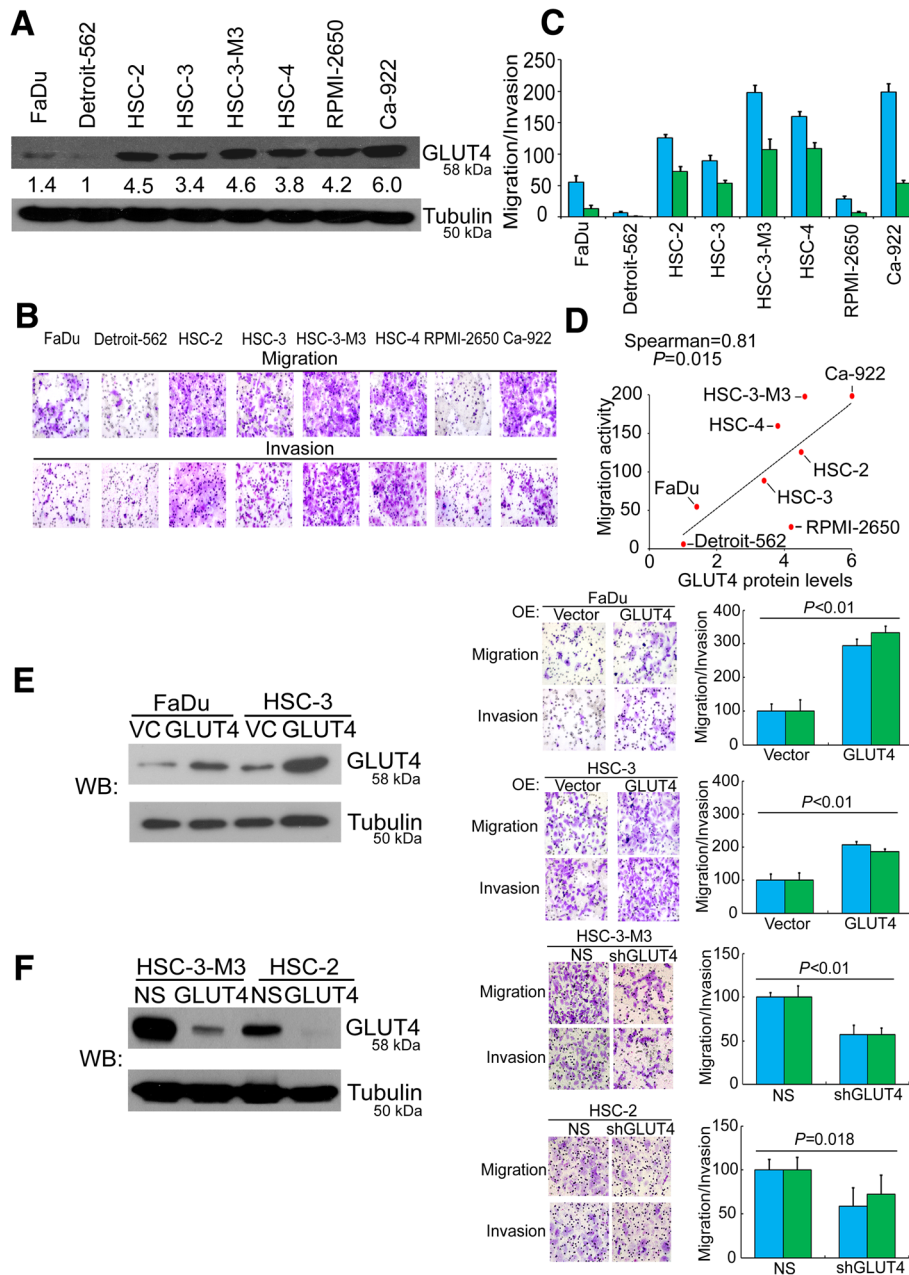 A
FaDu
Detroit-562
HSC-2
HSC-3
HSC-3-M3
HSC-4
RPMI-2650
Ca-922
GLUT4
58 kDa
1.4 1 4.5 3.4 4.6 3.8 4.2 6.0
Tubulin
50 kDa
B
FaDu Detroit-562 HSC-2 HSC-3 HSC-3-M3 HSC-4 RPMI-2650 Ca-922
Migration
Invasion
C
Migration/Invasion
250
200
150
100
50
0
FaDu
Detroit-562
HSC-2
HSC-3
HSC-3-M3
HSC-4
RPMI-2650
Ca-922
D
Spearman=0.81
P=0.015
Migration activity
200
150
100
50
0
0 2 4 6
GLUT4 protein levels
Ca-922
HSC-3-M3
HSC-4
HSC-2
HSC-3
FaDu
RPMI-2650
Detroit-562
E
FaDu HSC-3
VC GLUT4 VC GLUT4
WB:
GLUT4
58 kDa
Tubulin
50 kDa
FaDu
OE: Vector GLUT4
Migration
Invasion
Migration/Invasion
400
300
200
100
0
P<0.01
Vector GLUT4
HSC-3
OE: Vector GLUT4
Migration
Invasion
Migration/Invasion
400
300
200
100
0
P<0.01
Vector GLUT4
F
HSC-3-M3 HSC-2
NS GLUT4 NS GLUT4
WB:
GLUT4
58 kDa
Tubulin
50 kDa
HSC-3-M3
NS shGLUT4
Migration
Invasion
Migration/Invasion
150
100
50
0
P<0.01
NS shGLUT4
HSC-2
NS shGLUT4
Migration
Invasion
Migration/Invasion
150
100
50
0
P=0.018
NS shGLUT4